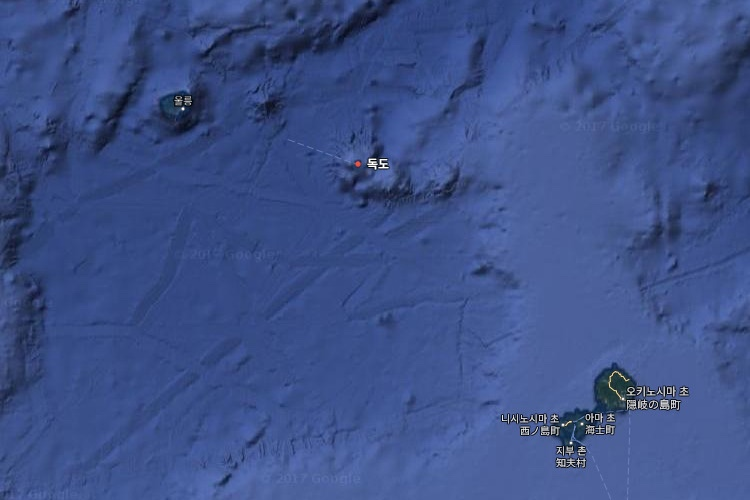 울릉
© 2017 Google
독도
© 2017 Google
오키노시마 초
隠岐の島町
니시노시마 초
西ノ島町
아마 초
海士町
지부 촌
知夫村
© 2017 Google